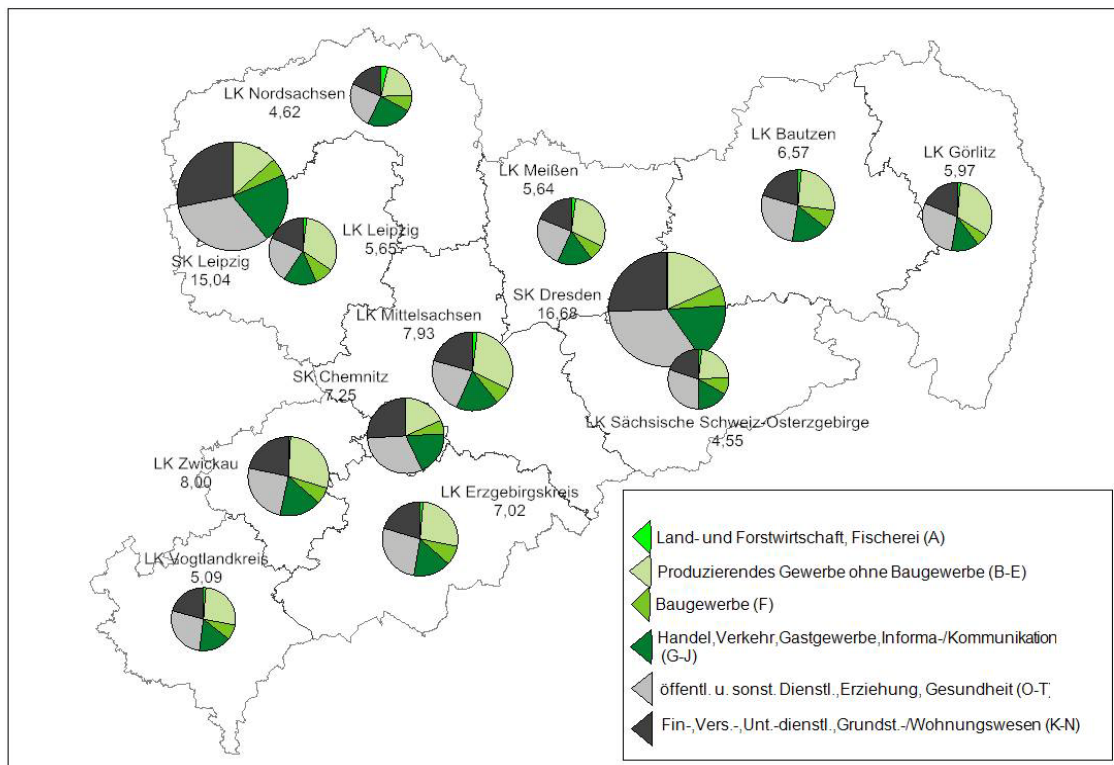 LK Nordsachsen
4,62
LK Bautzen
6,57
LK Görlitz
5,97
LK Meißen
5,64
LK Leipzig
5,65
SK Leipzig
15,04
SK Dresden
16,68
LK Mittelsachsen
7,93
SK Chemnitz
7,25
LK Sächsische Schweiz-Osterzgebirge
4,55
LK Zwickau
8,00
LK Erzgebirgskreis
7,02
LK Vogtlandkreis
5,09
Land- und Forstwirtschaft, Fischerei (A)
Produzierendes Gewerbe ohne Baugewerbe (B-E)
Baugewerbe (F)
Handel,Verkehr,Gastgewerbe,Informa-/Kommunikation
(G-J)
öffentl. u. sonst. Dienstl.,Erziehung, Gesundheit (O-T)
Fin-,Vers.-,Unt.-dienstl.,Grundst.-/Wohnungswesen (K-N)